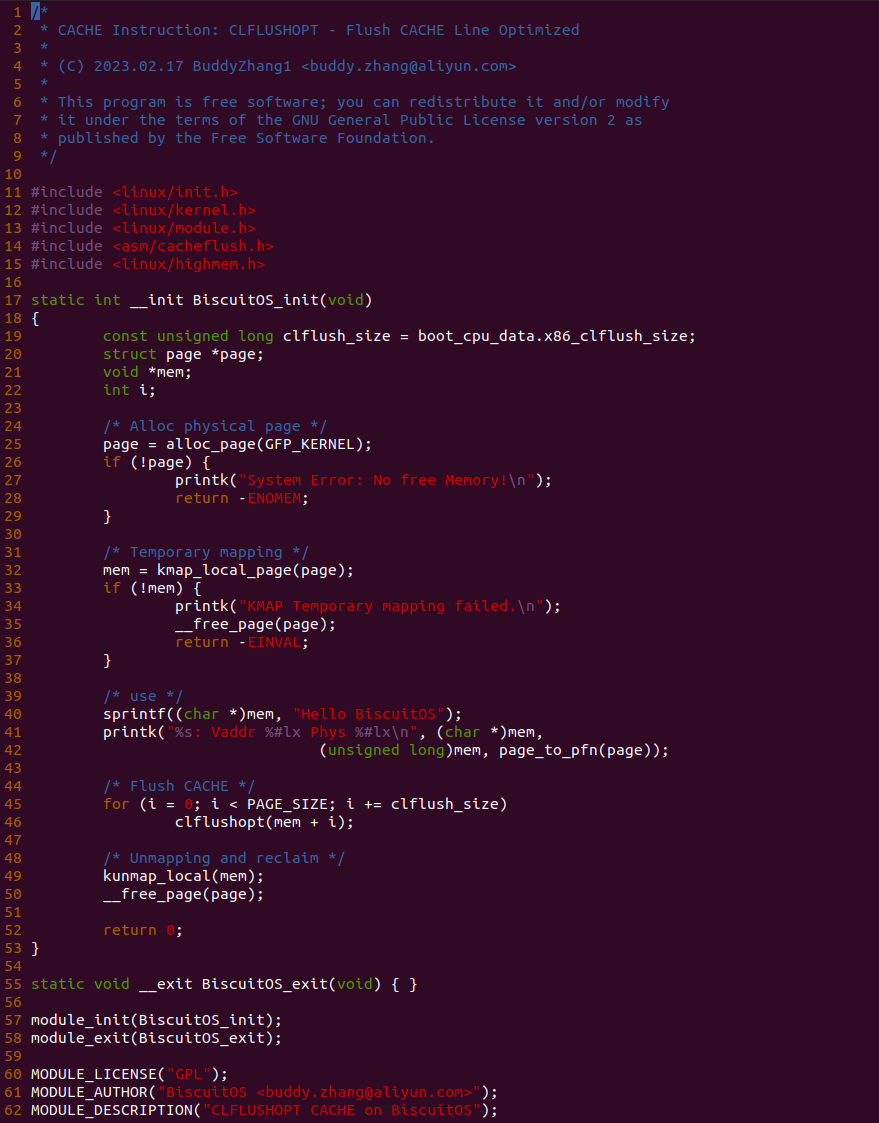 1 /*
2  * CACHE Instruction: CLFLUSHOPT - Flush CACHE Line Optimized
3  *
4  * (C) 2023.02.17 BuddyZhang1 <buddy.zhang@aliyun.com>
5  *
6  * This program is free software; you can redistribute it and/or modify
7  * it under the terms of the GNU General Public License version 2 as
8  * published by the Free Software Foundation.
9  */
10
11 #include <linux/init.h>
12 #include <linux/kernel.h>
13 #include <linux/module.h>
14 #include <asm/cacheflush.h>
15 #include <linux/highmem.h>
16
17 static int __init BiscuitOS_init(void)
18 {
19         const unsigned long clflush_size = boot_cpu_data.x86_clflush_size;
20         struct page *page;
21         void *mem;
22         int i;
23
24         /* Alloc physical page */
25         page = alloc_page(GFP_KERNEL);
26         if (!page) {
27                 printk("System Error: No free Memory!\n");
28                 return -ENOMEM;
29         }
30
31         /* Temporary mapping */
32         mem = kmap_local_page(page);
33         if (!mem) {
34                 printk("KMAP Temporary mapping failed.\n");
35                 __free_page(page);
36                 return -EINVAL;
37         }
38
39         /* use */
40         sprintf((char *)mem, "Hello BiscuitOS");
41         printk("%s: Vaddr %#lx Phys %#lx\n", (char *)mem,
42                                 (unsigned long)mem, page_to_pfn(page));
43
44         /* Flush CACHE */
45         for (i = 0; i < PAGE_SIZE; i += clflush_size)
46                 clflushopt(mem + i);
47
48         /* Unmapping and reclaim */
49         kunmap_local(mem);
50         __free_page(page);
51
52         return 0;
53 }
54
55 static void __exit BiscuitOS_exit(void) { }
56
57 module_init(BiscuitOS_init);
58 module_exit(BiscuitOS_exit);
59
60 MODULE_LICENSE("GPL");
61 MODULE_AUTHOR("BiscuitOS <buddy.zhang@aliyun.com>");
62 MODULE_DESCRIPTION("CLFLUSHOPT CACHE on BiscuitOS");